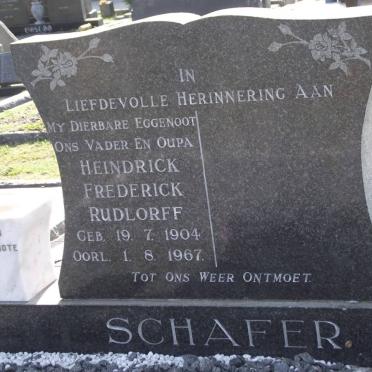 IN
LIEFDEVOLLE HERINNERING AAN
MY DIERBARE EGGENOOT
ONS VADER EN OUPA
HEINDRICK
FREDERICK
RUDLORFF
GEB. 19. 7. 1904
OORL. 1. 8. 1967.
TOT ONS WEER ONTMOET.
SCHAFER